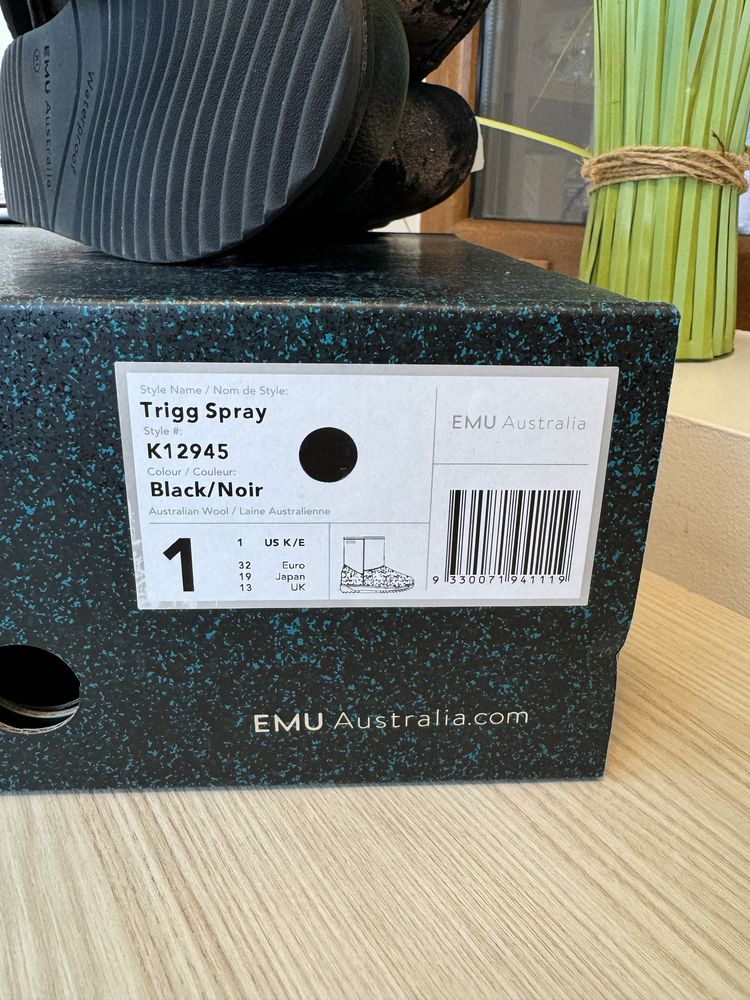 EMU Australia
Waterproof
Style Name / Nom de Style:
Trigg Spray
Style #:
K12945
Colour / Couleur:
Black/Noir
Australian Wool / Laine Australienne
1
1 US K/E
32 Euro
19 Japan
13 UK
EMU Australia
9 330071 941119
EMU Australia.com